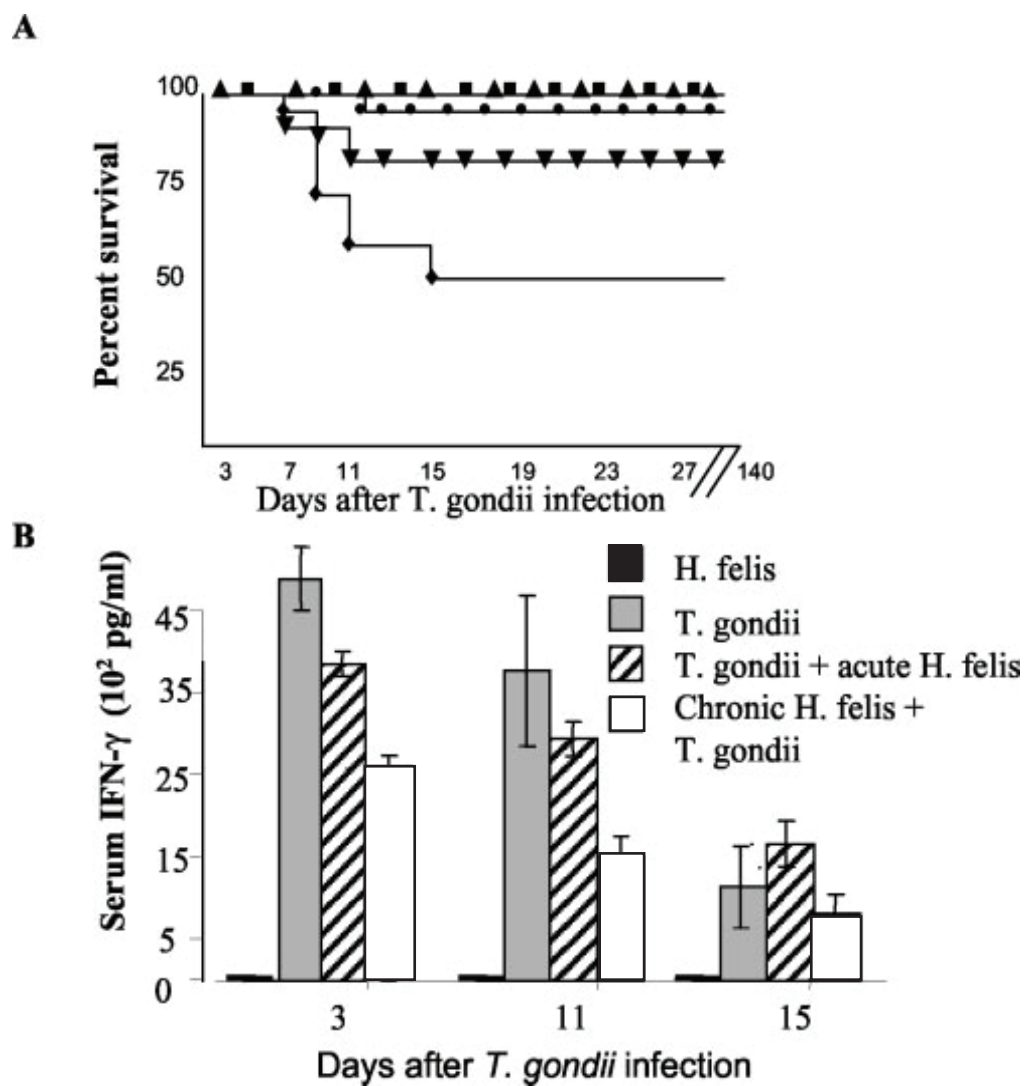 A
Percent survival
100
75
50
25
3 7 11 15 19 23 27 140
Days after T. gondii infection
B
Serum IFN-γ (10² pg/ml)
45
35
25
15
5
0
H. felis
T. gondii
T. gondii + acute H. felis
Chronic H. felis +
T. gondii
3 11 15
Days after T. gondii infection